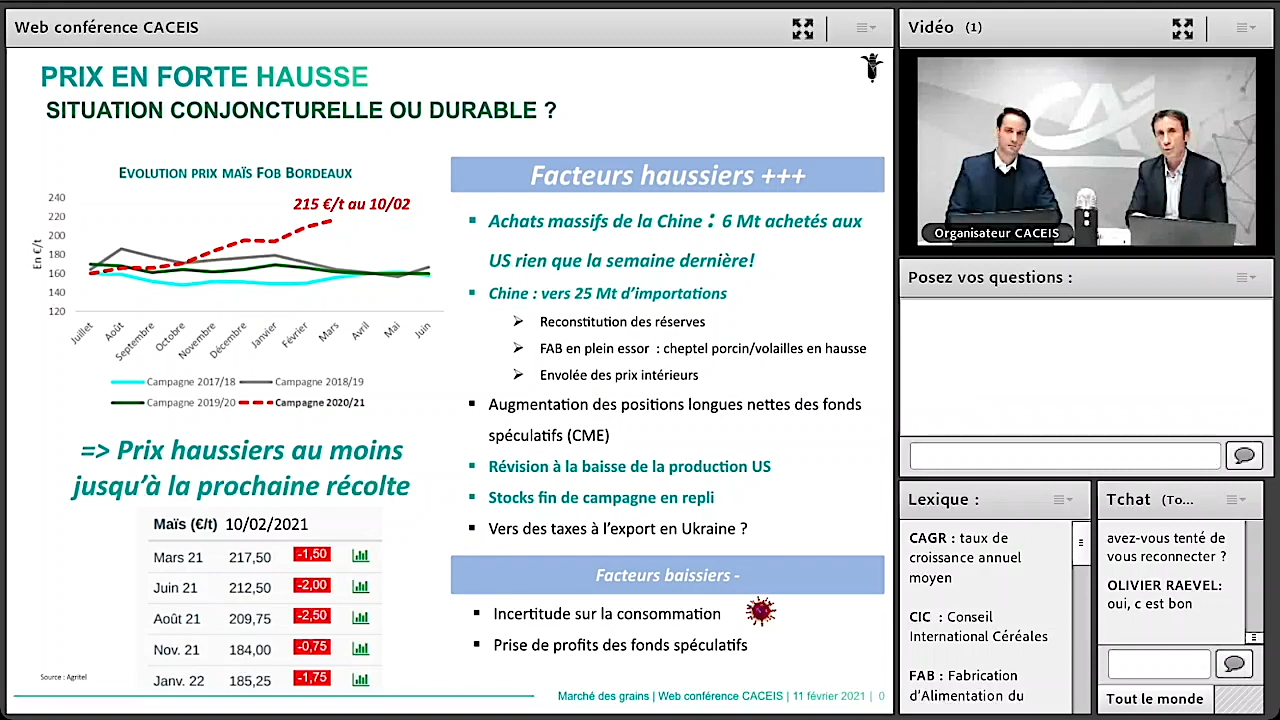 Web conférence CACEIS
PRIX EN FORTE HAUSSE
SITUATION CONJONCTURELLE OU DURABLE ?
EVOLUTION PRIX MAÏS FOB BORDEAUX
215 €/t au 10/02
En €/t
240
220
200
180
160
140
120
Juillet
Août
Septembre
Octobre
Novembre
Décembre
Janvier
Février
Mars
Avril
Mai
Juin
Campagne 2017/18
Campagne 2018/19
Campagne 2019/20
Campagne 2020/21
=> Prix haussiers au moins
jusqu'à la prochaine récolte
Maïs (€/t) 10/02/2021
Mars 21 217,50 -1,50
Juin 21 212,50 -2,00
Août 21 209,75 -2,50
Nov. 21 184,00 -0,75
Janv. 22 185,25 -1,75
Source : Agritel
Facteurs haussiers +++
Achats massifs de la Chine : 6 Mt achetés aux
US rien que la semaine dernière!
Chine : vers 25 Mt d'importations
Reconstitution des réserves
FAB en plein essor : cheptel porcin/volailles en hausse
Envolée des prix intérieurs
Augmentation des positions longues nettes des fonds
spéculatifs (CME)
Révision à la baisse de la production US
Stocks fin de campagne en repli
Vers des taxes à l'export en Ukraine ?
Facteurs baissiers -
Incertitude sur la consommation
Prise de profits des fonds spéculatifs
Marché des grains | Web conférence CACEIS | 11 février 2021 | 0
Vidéo (1)
CA
Organisateur CACEIS
Posez vos questions :
Lexique :
CAGR : taux de
croissance annuel
moyen
CIC : Conseil
International Céréales
FAB : Fabrication
d'Alimentation du
Tchat (To...
avez-vous tenté de
vous reconnecter ?
OLIVIER RAEVEL:
oui, c est bon
Tout le monde